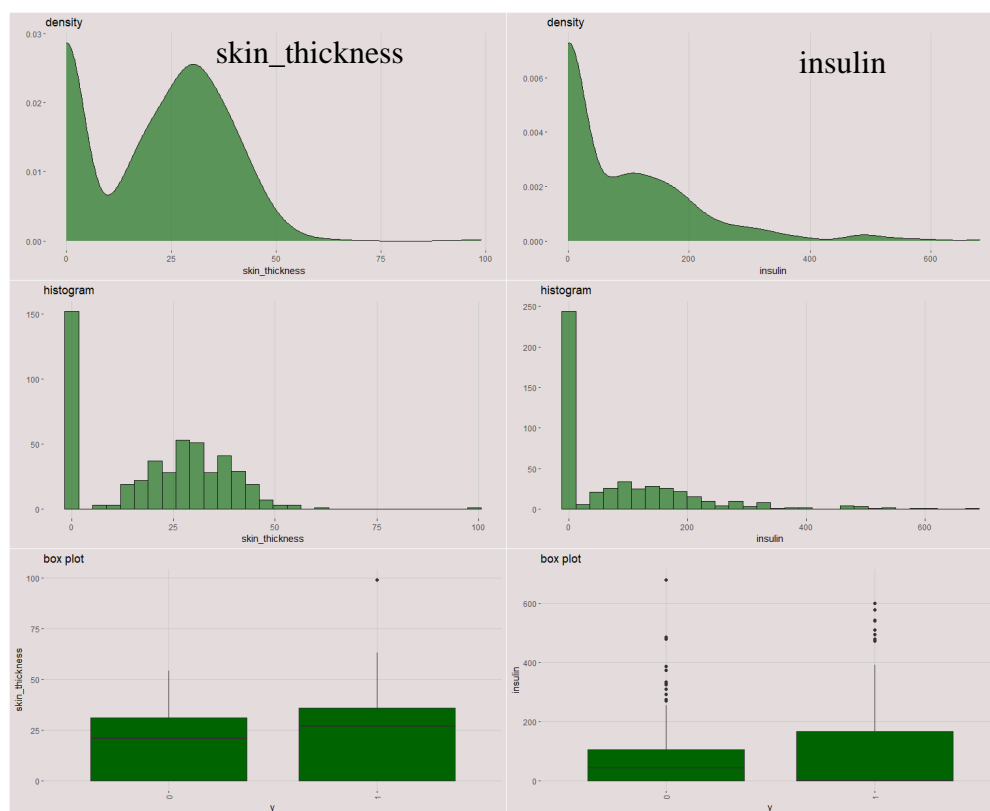 density
skin_thickness
0.03
0.02
0.01
0.00
0 25 50 75 100
skin_thickness
density
insulin
0.006
0.004
0.002
0.000
0 200 400 600
insulin
histogram
150
100
50
0
0 25 50 75 100
skin_thickness
histogram
250
200
150
100
50
0
0 200 400 600
insulin
box plot
skin_thickness
100
75
50
25
0
0 1
y
box plot
insulin
600
400
200
0
0 1
y